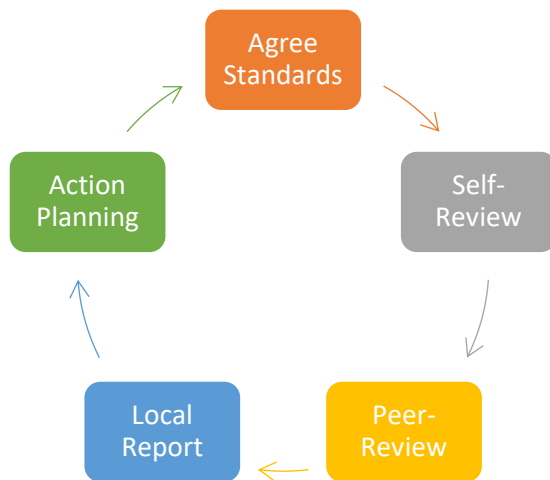 Agree
Standards
Self-
Review
Peer-
Review
Local
Report
Action
Planning